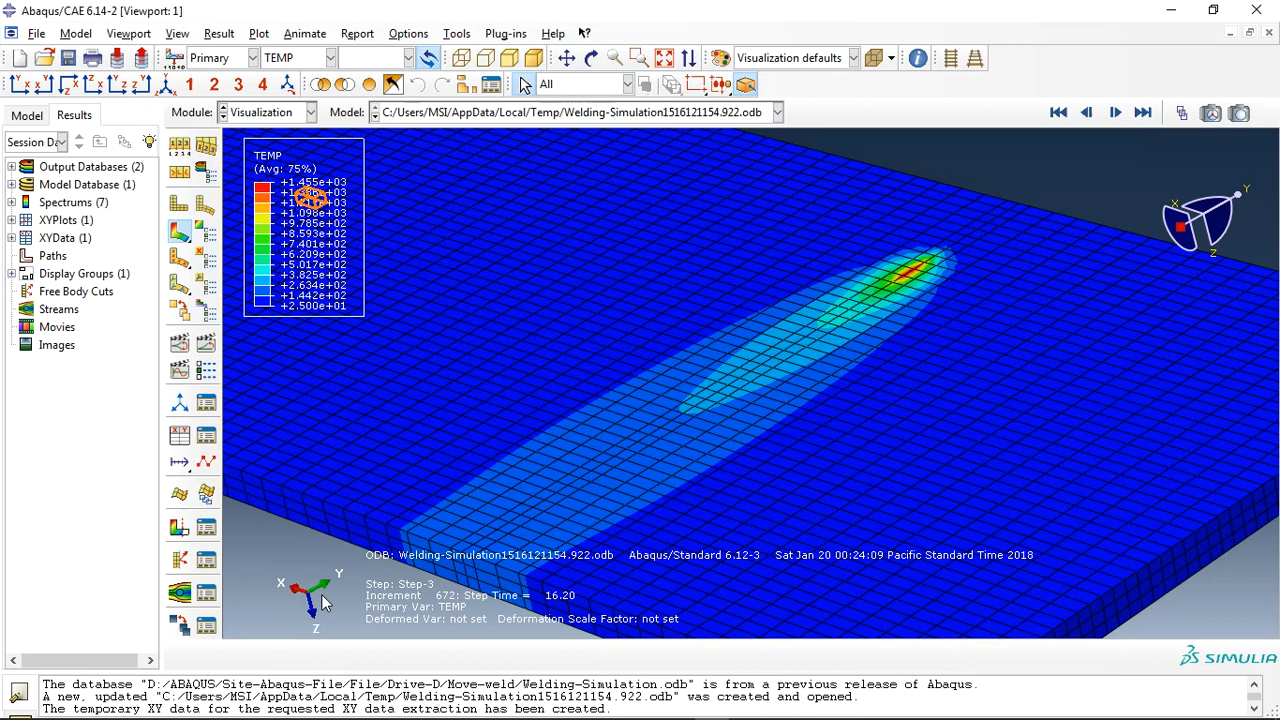 Abaqus/CAE 6.14-2 [Viewport: 1]
File Model Viewport View Result Plot Animate Report Options Tools Plug-ins Help
Primary TEMP Visualization defaults
1 2 3 4 All
Model Results Module: Visualization Model: C:/Users/MSI/AppData/Local/Temp/Welding-Simulation1516121154.922.odb
Session Da
Output Databases (2)
Model Database (1)
Spectrums (7)
XYPlots (1)
XYData (1)
Paths
Display Groups (1)
Free Body Cuts
Streams
Movies
Images
TEMP
(Avg: 75%)
+1.455e+03
+1.098e+03
+9.785e+02
+8.593e+02
+7.401e+02
+6.209e+02
+5.017e+02
+3.825e+02
+2.634e+02
+1.442e+02
+2.500e+01
Y
X
Z
ODB: Welding-Simulation1516121154.922.odb Abaqus/Standard 6.12-3 Sat Jan 20 00:24:09 Pacific Standard Time 2018
X Y
Z
Step: Step-3
Increment 672: Step Time = 16.20
Primary Var: TEMP
Deformed Var: not set Deformation Scale Factor: not set
SIMULIA
The database "D:/ABAQUS/Site-Abaqus-File/File/Drive-D/Move-weld/Welding-Simulation.odb" is from a previous release of Abaqus.
A new, updated "C:/Users/MSI/AppData/Local/Temp/Welding-Simulation1516121154.922.odb" was created and opened.
The temporary XY data for the requested XY data extraction has been created.